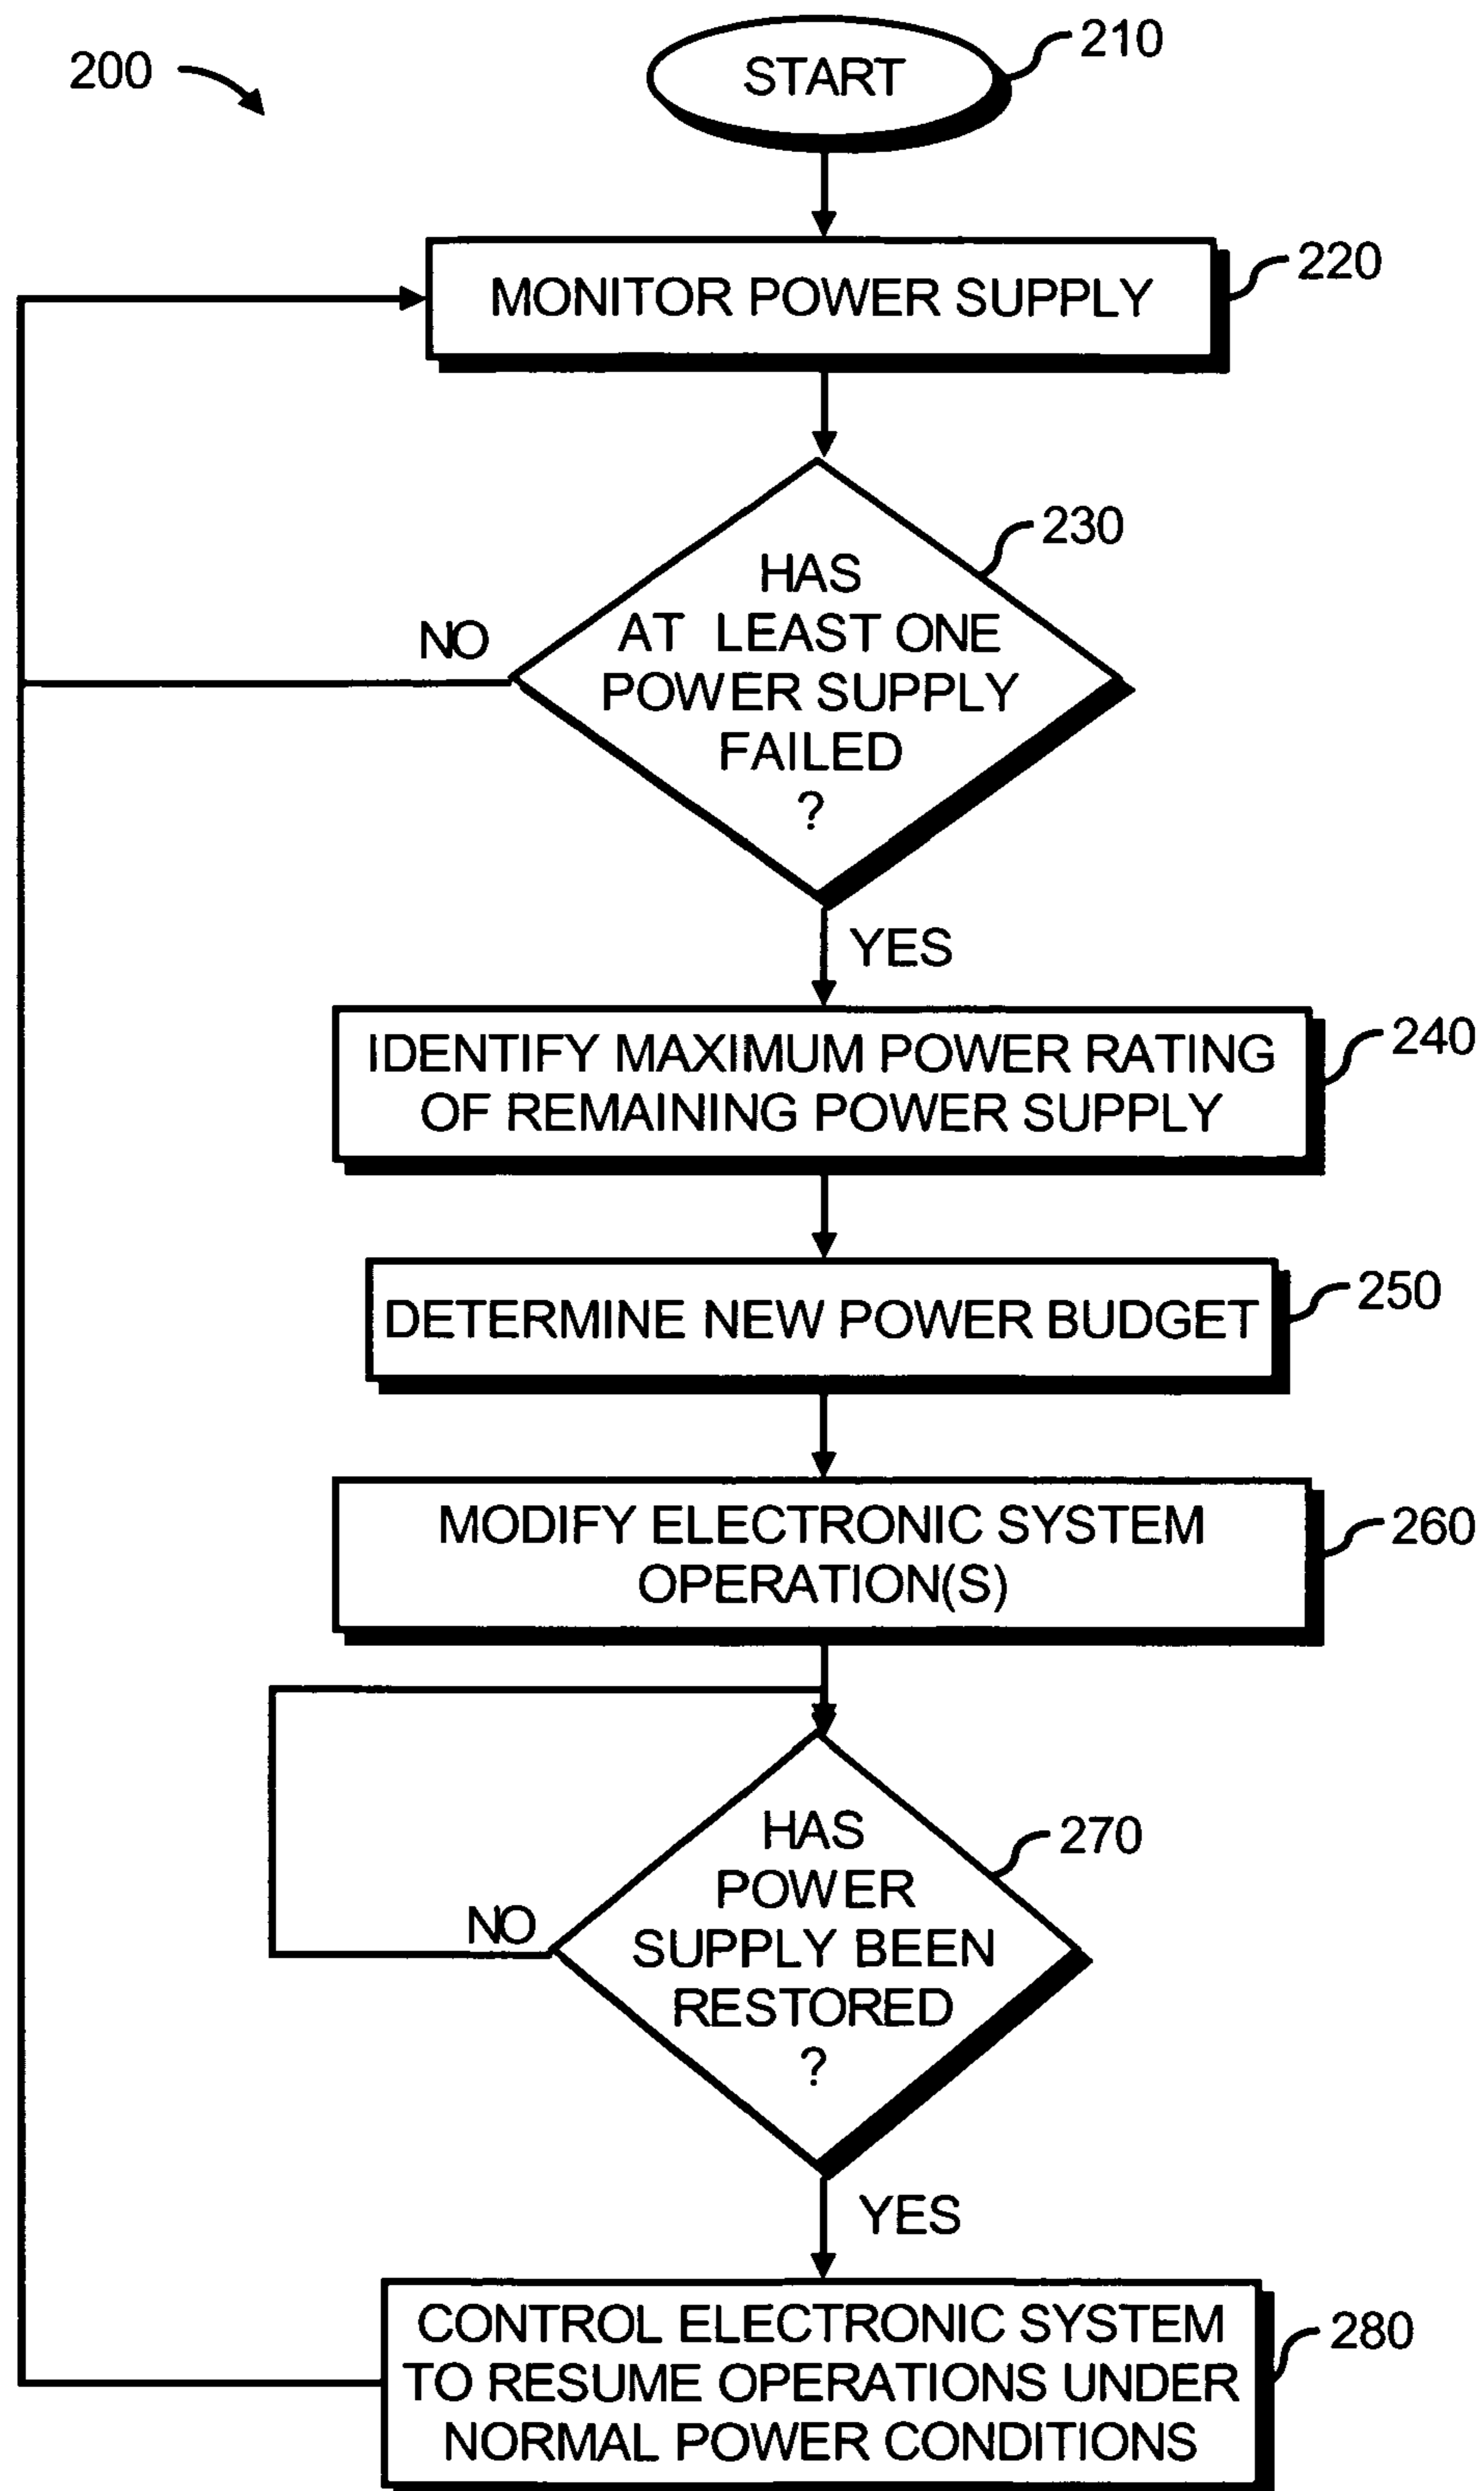 200
START
210
MONITOR POWER SUPPLY
220
HAS
AT LEAST ONE
POWER SUPPLY
FAILED
?
230
NO
YES
IDENTIFY MAXIMUM POWER RATING
OF REMAINING POWER SUPPLY
240
DETERMINE NEW POWER BUDGET
250
MODIFY ELECTRONIC SYSTEM
OPERATION(S)
260
HAS
POWER
SUPPLY BEEN
RESTORED
?
270
NO
YES
CONTROL ELECTRONIC SYSTEM
TO RESUME OPERATIONS UNDER
NORMAL POWER CONDITIONS
280